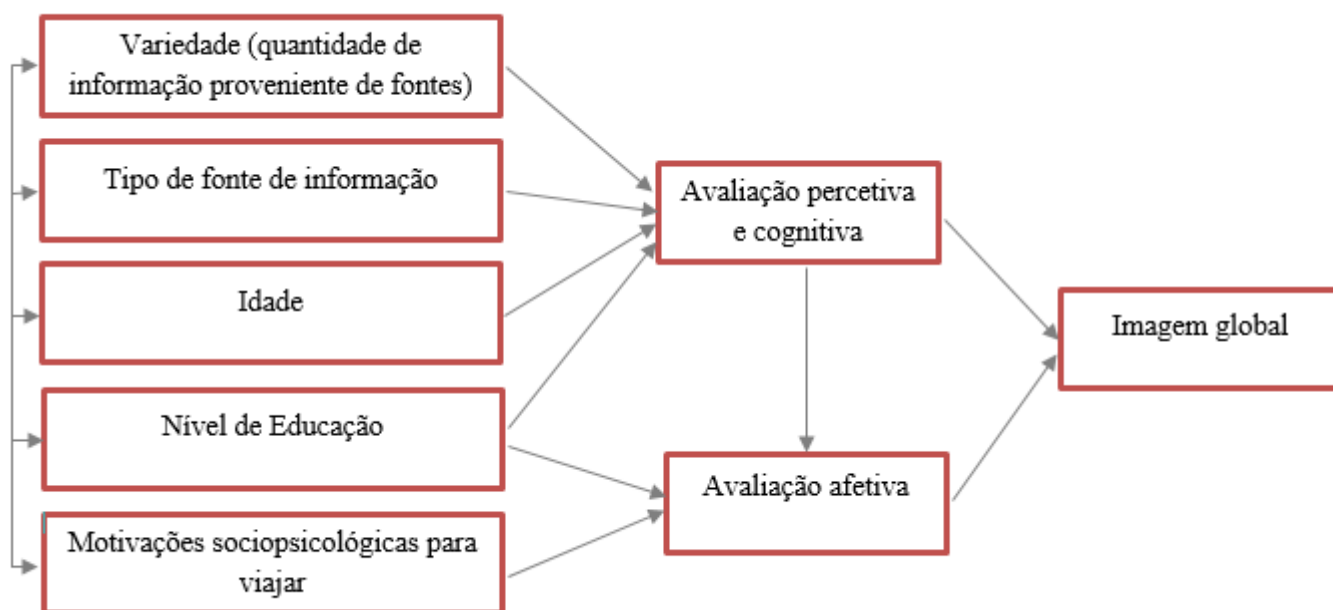 Variedade (quantidade de
informação proveniente de fontes)
Tipo de fonte de informação
Idade
Nível de Educação
Motivações sociopsicológicas para
viajar
Avaliação percetiva
e cognitiva
Avaliação afetiva
Imagem global